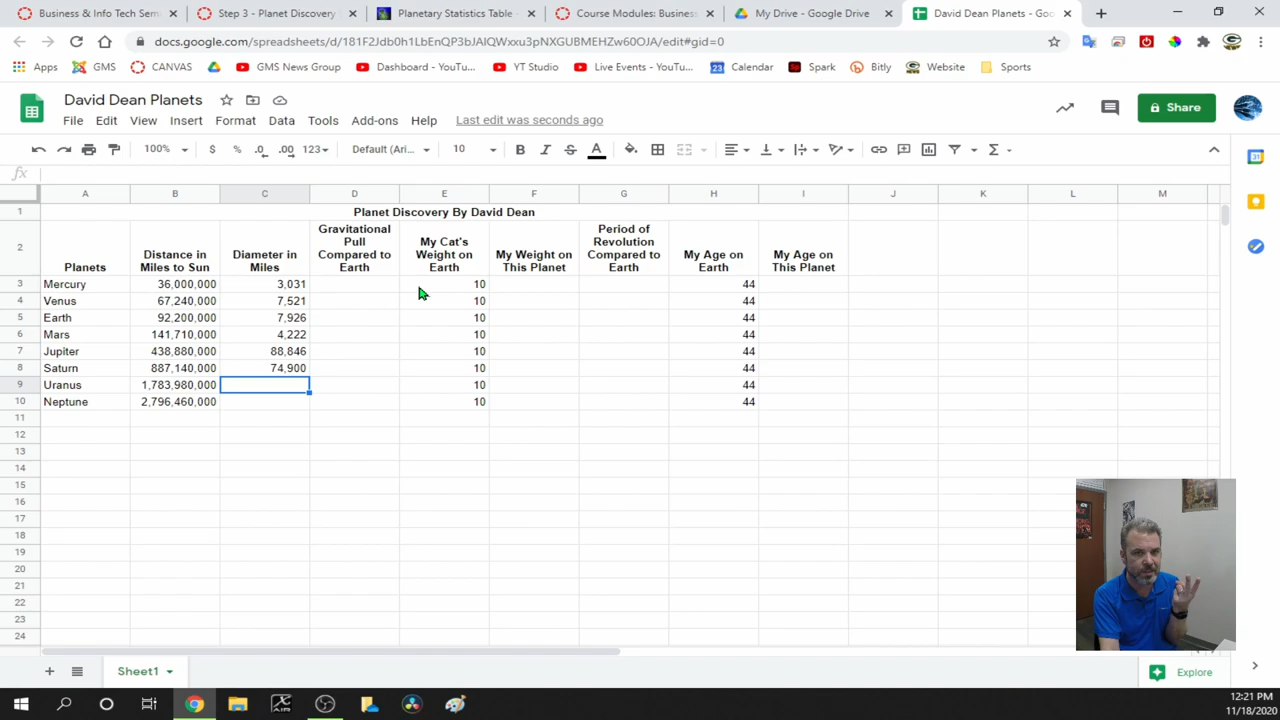 Business & Info Tech Sem
Step 3 - Planet Discovery
Planetary Statistics Table -
Course Modules: Business
My Drive - Google Drive
David Dean Planets - Goo
docs.google.com/spreadsheets/d/181F2Jdb0h1LbEnQP3bJAIQWxxu3pNXGUBMEHZw60OJA/edit#gid=0
Apps GMS CANVAS GMS News Group Dashboard - YouTu... YT Studio Live Events - YouTu... Calendar Spark Bitly Website Sports
David Dean Planets
Share
File Edit View Insert Format Data Tools Add-ons Help Last edit was seconds ago
100% $ % .0 .00 123 Default (Ari... 10 B I S A Σ
fx
A B C D E F G H I J K L M
1 Planet Discovery By David Dean
2 Planets
Distance in
Miles to Sun
Diameter in
Miles
Gravitational
Pull
Compared to
Earth
My Cat's
Weight on
Earth
My Weight on
This Planet
Period of
Revolution
Compared to
Earth
My Age on
Earth
My Age on
This Planet
3 Mercury 36,000,000 3,031 10 44
4 Venus 67,240,000 7,521 10 44
5 Earth 92,200,000 7,926 10 44
6 Mars 141,710,000 4,222 10 44
7 Jupiter 438,880,000 88,846 10 44
8 Saturn 887,140,000 74,900 10 44
9 Uranus 1,783,980,000 10 44
10 Neptune 2,796,460,000 10 44
11
12
13
14
15
16
17
18
19
20
21
22
23
24
Sheet1
Explore
12:21 PM
11/18/2020